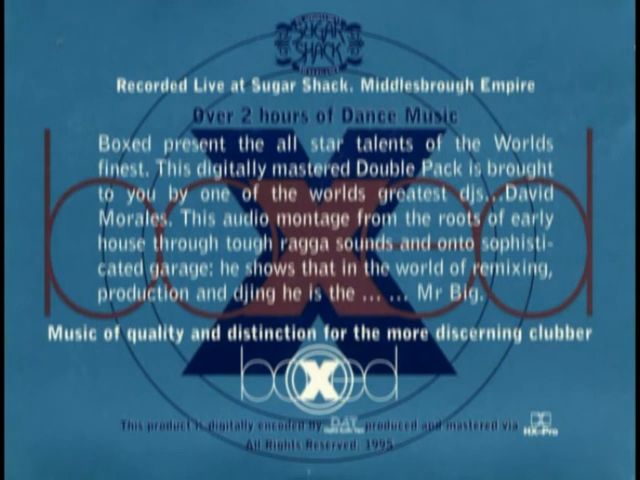 SUGAR
SHACK
Recorded Live at Sugar Shack. Middlesbrough Empire
Over 2 hours of Dance Music
Boxed present the all star talents of the Worlds
finest. This digitally mastered Double Pack is brought
to you by one of the worlds greatest djs...David
Morales. This audio montage from the roots of early
house through tough ragga sounds and onto sophisti-
cated garage: he shows that in the world of remixing,
production and djing he is the ... ... Mr Big.
boxed
Music of quality and distinction for the more discerning clubber
boxed
This product is digitally encoded by DAT produced and mastered via HX-Pro
All Rights Reserved. 1995